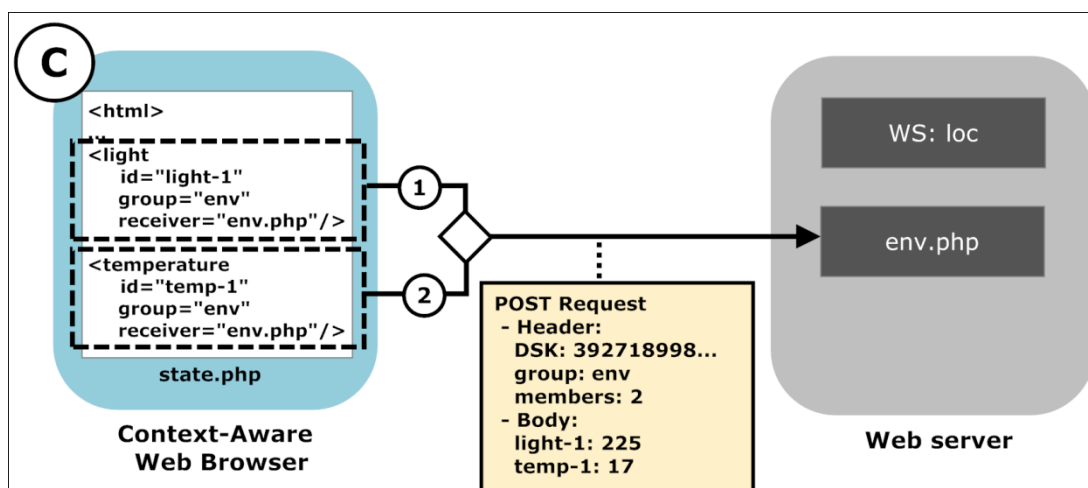 C
<html>
...
<light
id="light-1"
group="env"
receiver="env.php"/>
<temperature
id="temp-1"
group="env"
receiver="env.php"/>
state.php
Context-Aware
Web Browser
1
2
POST Request
- Header:
DSK: 392718998...
group: env
members: 2
- Body:
light-1: 225
temp-1: 17
WS: loc
env.php
Web server